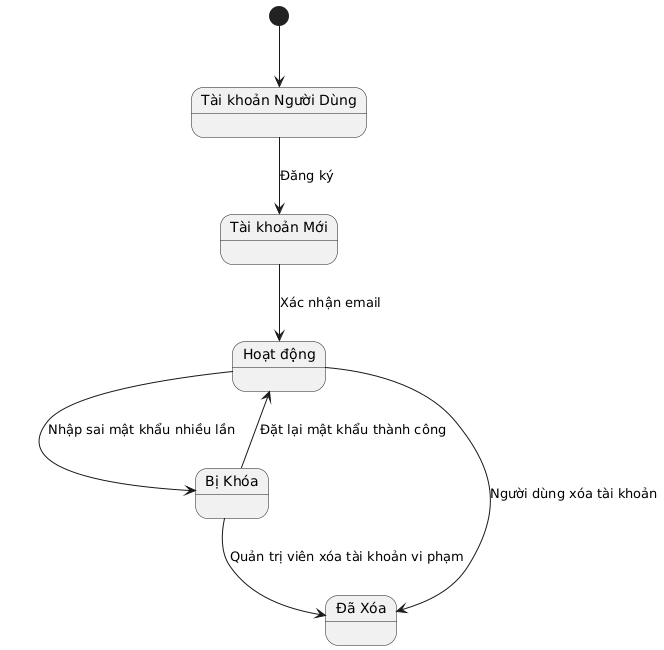 Tài khoản Người Dùng
Đăng ký
Tài khoản Mới
Xác nhận email
Hoạt động
Nhập sai mật khẩu nhiều lần
Đặt lại mật khẩu thành công
Bị Khóa
Người dùng xóa tài khoản
Quản trị viên xóa tài khoản vi phạm
Đã Xóa